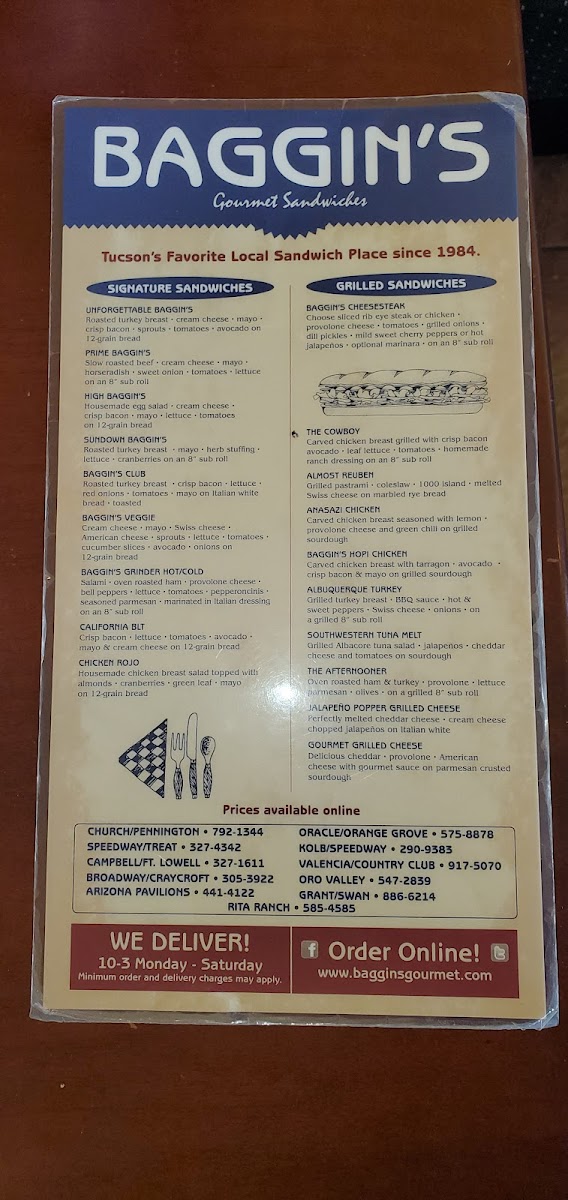 BAGGIN'S
Gourmet Sandwiches
Tucson's Favorite Local Sandwich Place since 1984.
SIGNATURE SANDWICHES
UNFORGETTABLE BAGGIN'S
Roasted turkey breast • cream cheese • mayo •
crisp bacon • sprouts • tomatoes • avocado on
12-grain bread
PRIME BAGGIN'S
Slow roasted beef • cream cheese • mayo •
horseradish • sweet onion • tomatoes • lettuce
on an 8" sub roll
HIGH BAGGIN'S
Housemade egg salad • cream cheese •
crisp bacon • mayo • lettuce • tomatoes
on 12-grain bread
SUNDOWN BAGGIN'S
Roasted turkey breast • mayo • herb stuffing •
lettuce • cranberries on an 8" sub roll
BAGGIN'S CLUB
Roasted turkey breast • crisp bacon • lettuce •
red onions • tomatoes • mayo on Italian white
bread • toasted
BAGGIN'S VEGGIE
Cream cheese • mayo • Swiss cheese •
American cheese • sprouts • lettuce • tomatoes •
cucumber slices • avocado • onions on
12-grain bread
BAGGIN'S GRINDER HOT/COLD
Salami • oven roasted ham • provolone cheese •
bell peppers • lettuce • tomatoes • pepperoncinis •
seasoned parmesan • marinated in Italian dressing
on an 8" sub roll
CALIFORNIA BLT
Crisp bacon • lettuce • tomatoes • avocado •
mayo & cream cheese on 12-grain bread
CHICKEN ROJO
Housemade chicken breast salad topped with
almonds • cranberries • green leaf • mayo
on 12-grain bread
GRILLED SANDWICHES
BAGGIN'S CHEESESTEAK
Choose sliced rib eye steak or chicken •
provolone cheese • tomatoes • grilled onions •
dill pickles • mild sweet cherry peppers or hot
jalapeños • optional marinara • on an 8" sub roll
THE COWBOY
Carved chicken breast grilled with crisp bacon
avocado • leaf lettuce • tomatoes • homemade
ranch dressing on an 8" sub roll
ALMOST REUBEN
Grilled pastrami • coleslaw • 1000 island • melted
Swiss cheese on marbled rye bread
ANASAZI CHICKEN
Carved chicken breast seasoned with lemon •
provolone cheese and green chili on grilled
sourdough
BAGGIN'S HOPI CHICKEN
Carved chicken breast with tarragon • avocado •
crisp bacon & mayo on grilled sourdough
ALBUQUERQUE TURKEY
Grilled turkey breast • BBQ sauce • hot &
sweet peppers • Swiss cheese • onions • on
a grilled 8" sub roll
SOUTHWESTERN TUNA MELT
Grilled Albacore tuna salad • jalapeños • cheddar
cheese and tomatoes on sourdough
THE AFTERNOONER
Oven roasted ham & turkey • provolone • lettuce
parmesan • olives • on a grilled 8" sub roll
JALAPEÑO POPPER GRILLED CHEESE
Perfectly melted cheddar cheese • cream cheese
chopped jalapeños on Italian white
GOURMET GRILLED CHEESE
Delicious cheddar • provolone • American
cheese with gourmet sauce on parmesan crusted
sourdough
Prices available online
CHURCH/PENNINGTON • 792-1344
SPEEDWAY/TREAT • 327-4342
CAMPBELL/FT. LOWELL • 327-1611
BROADWAY/CRAYCROFT • 305-3922
ARIZONA PAVILIONS • 441-4122
ORACLE/ORANGE GROVE • 575-8878
KOLB/SPEEDWAY • 290-9383
VALENCIA/COUNTRY CLUB • 917-5070
ORO VALLEY • 547-2839
GRANT/SWAN • 886-6214
RITA RANCH • 585-4585
WE DELIVER!
10-3 Monday - Saturday
Minimum order and delivery charges may apply.
f Order Online! t
www.bagginsgourmet.com